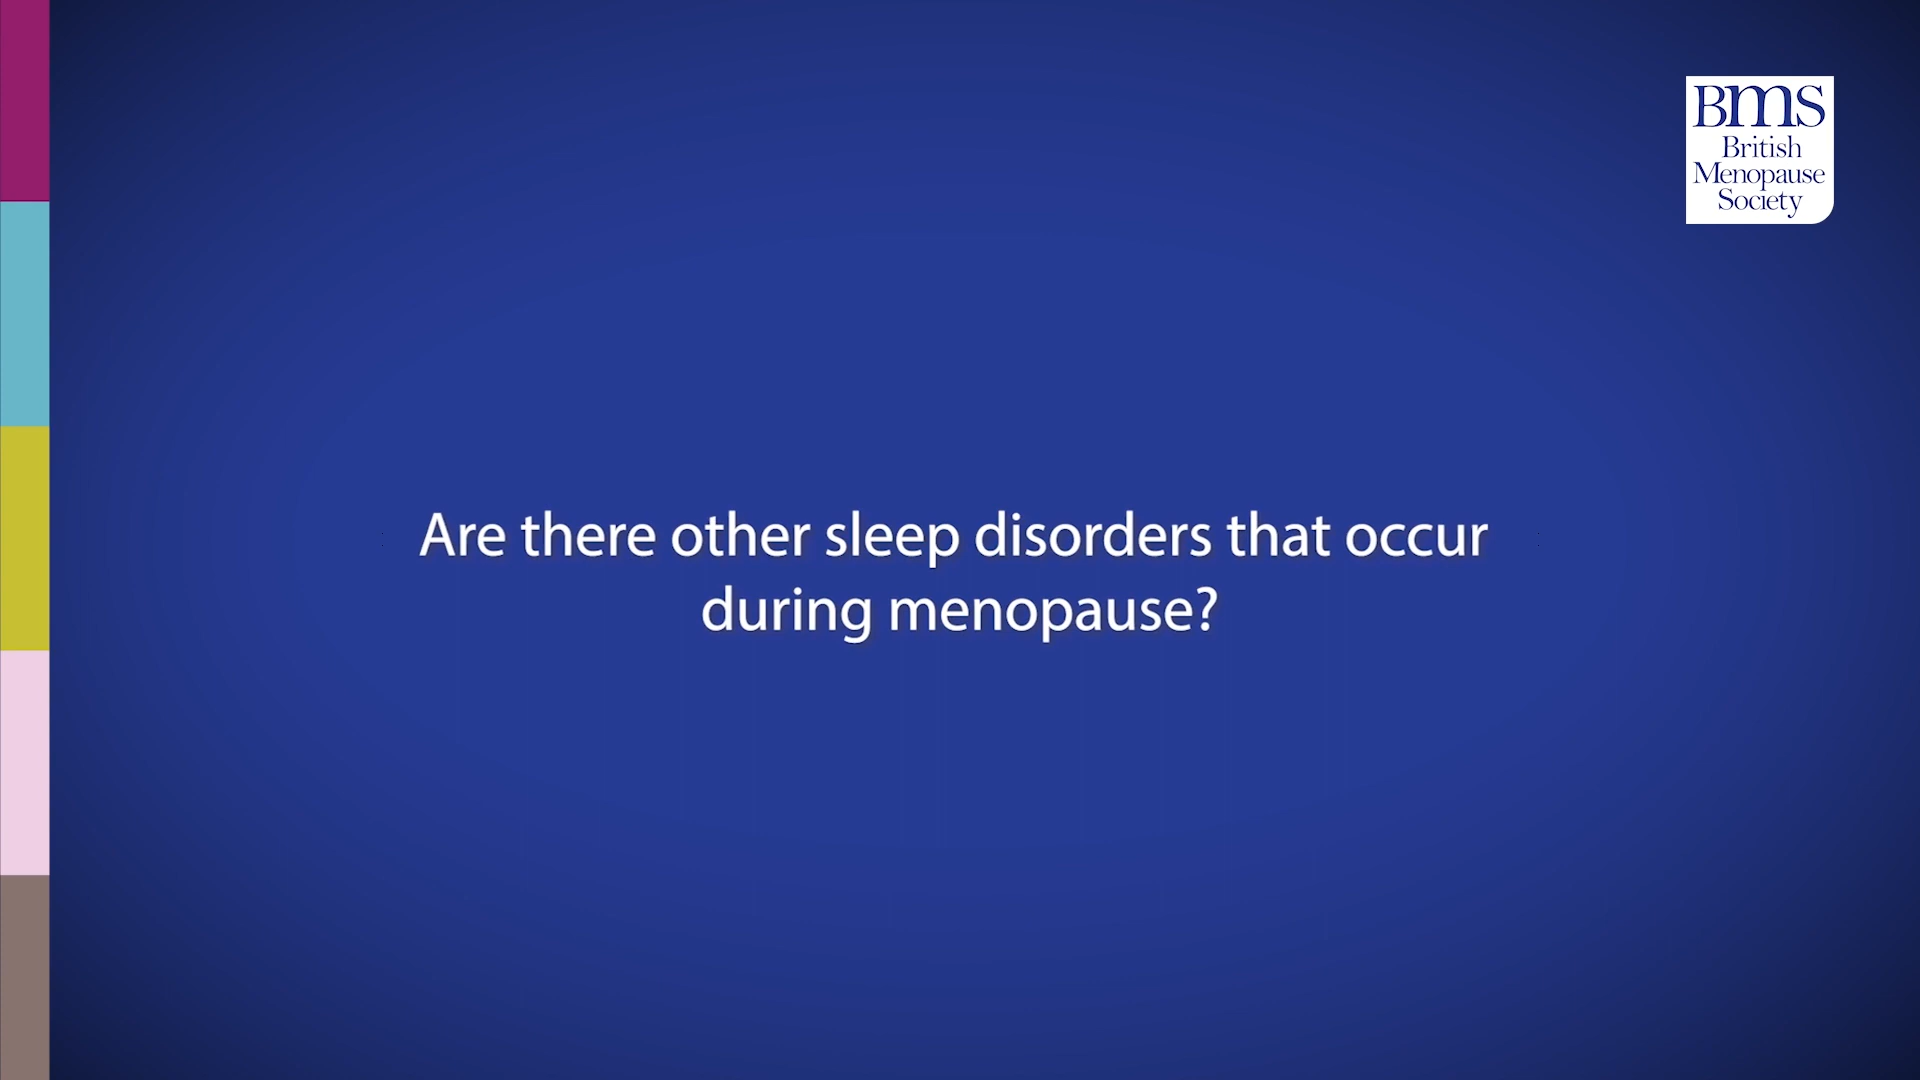 BMS
British
Menopause
Society
Are there other sleep disorders that occur
during menopause?